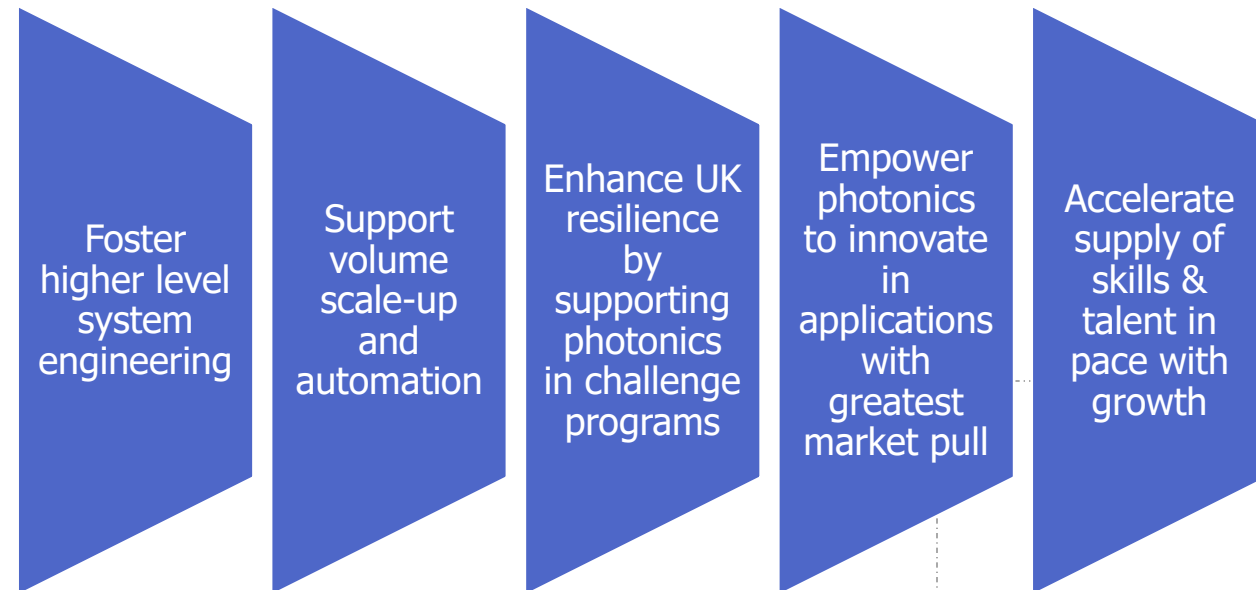 Foster
higher level
system
engineering
Support
volume
scale-up
and
automation
Enhance UK
resilience
by
supporting
photonics
in challenge
programs
Empower
photonics
to innovate
in
applications
with
greatest
market pull
Accelerate
supply of
skills &
talent in
pace with
growth